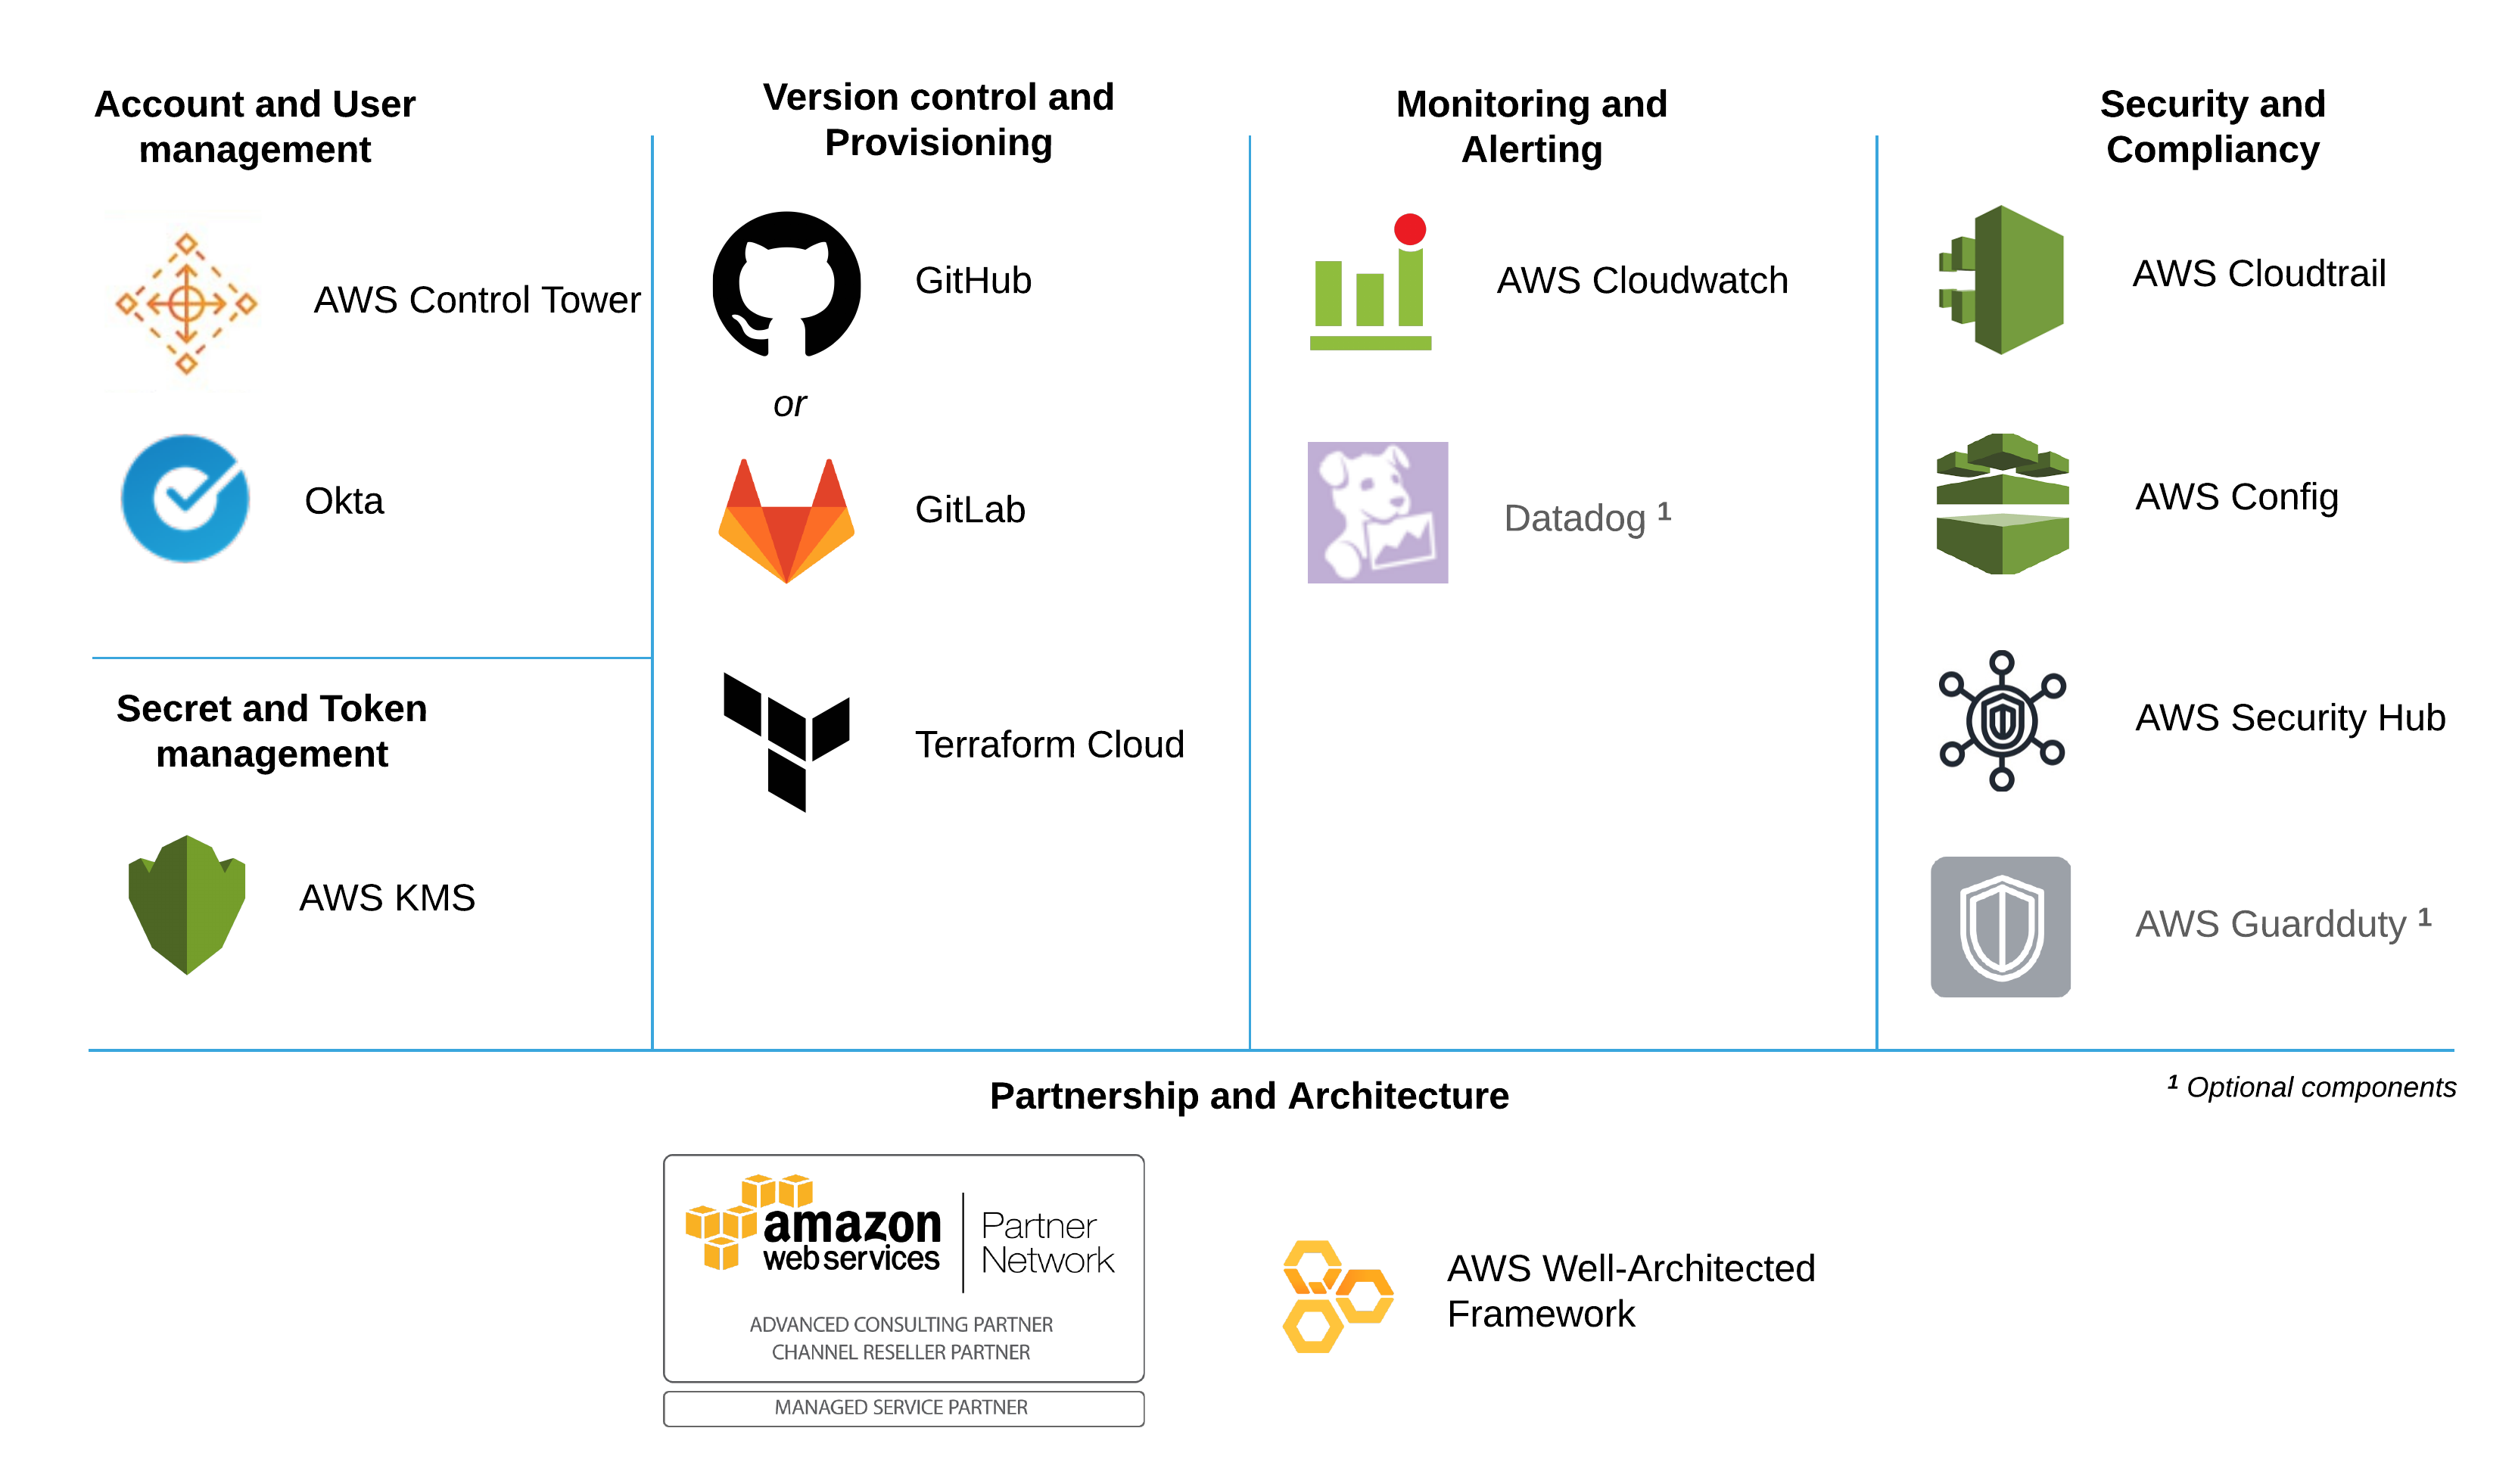 Account and User
management
AWS Control Tower
Okta
Secret and Token
management
AWS KMS
Version control and
Provisioning
GitHub
or
GitLab
Terraform Cloud
Monitoring and
Alerting
AWS Cloudwatch
Datadog ¹
Security and
Compliancy
AWS Cloudtrail
AWS Config
AWS Security Hub
AWS Guardduty ¹
¹ Optional components
Partnership and Architecture
amazon
web services
Partner
Network
ADVANCED CONSULTING PARTNER
CHANNEL RESELLER PARTNER
MANAGED SERVICE PARTNER
AWS Well-Architected
Framework